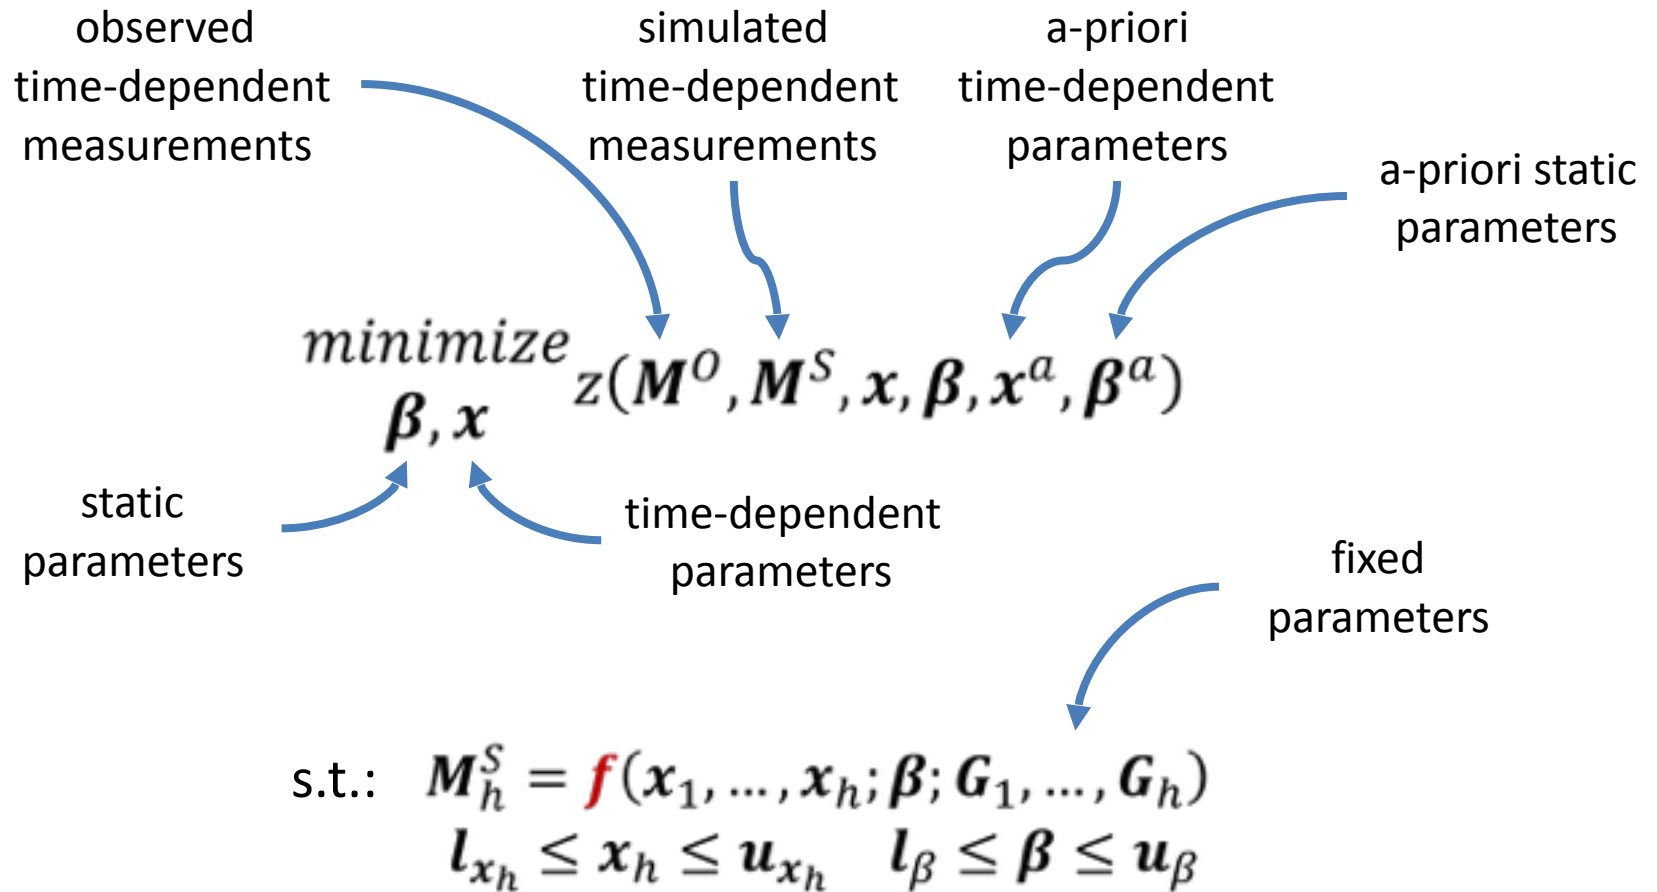 observed
time-dependent
measurements
simulated
time-dependent
measurements
a-priori
time-dependent
parameters
a-priori static
parameters
minimize
β, x
z(M^O, M^S, x, β, x^a, β^a)
static
parameters
time-dependent
parameters
fixed
parameters
s.t.: M_h^S = f(x_1, …, x_h; β; G_1, …, G_h)
l_{x_h} ≤ x_h ≤ u_{x_h} l_β ≤ β ≤ u_β